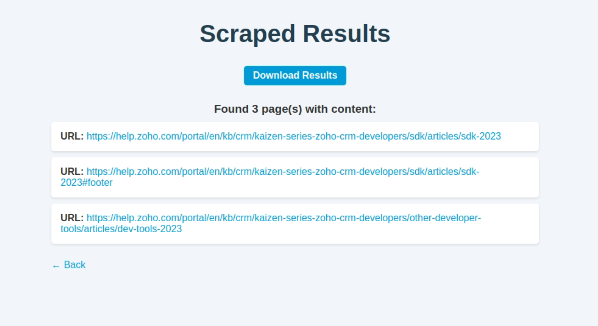 Scraped Results
Download Results
Found 3 page(s) with content:
URL: https://help.zoho.com/portal/en/kb/crm/kaizen-series-zoho-crm-developers/sdk/articles/sdk-2023
URL: https://help.zoho.com/portal/en/kb/crm/kaizen-series-zoho-crm-developers/sdk/articles/sdk-
2023#footer
URL: https://help.zoho.com/portal/en/kb/crm/kaizen-series-zoho-crm-developers/other-developer-
tools/articles/dev-tools-2023
← Back